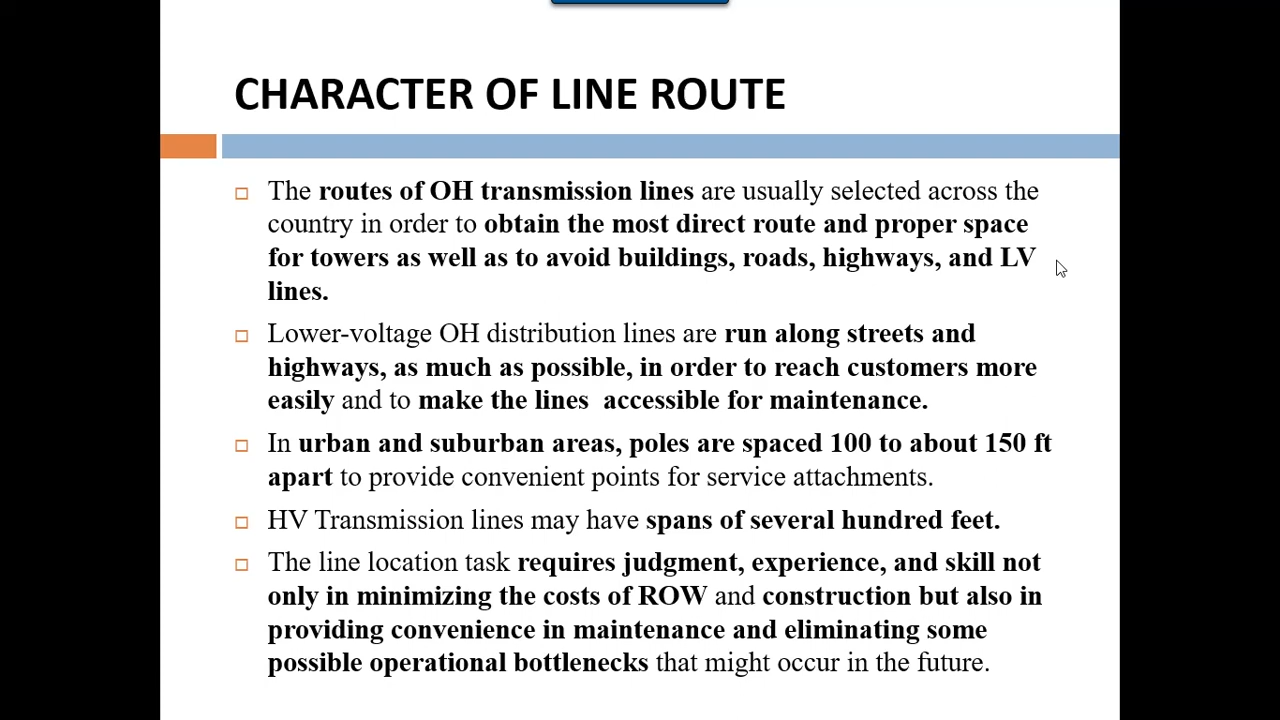 CHARACTER OF LINE ROUTE
The routes of OH transmission lines are usually selected across the
country in order to obtain the most direct route and proper space
for towers as well as to avoid buildings, roads, highways, and LV
lines.
Lower-voltage OH distribution lines are run along streets and
highways, as much as possible, in order to reach customers more
easily and to make the lines  accessible for maintenance.
In urban and suburban areas, poles are spaced 100 to about 150 ft
apart to provide convenient points for service attachments.
HV Transmission lines may have spans of several hundred feet.
The line location task requires judgment, experience, and skill not
only in minimizing the costs of ROW and construction but also in
providing convenience in maintenance and eliminating some
possible operational bottlenecks that might occur in the future.